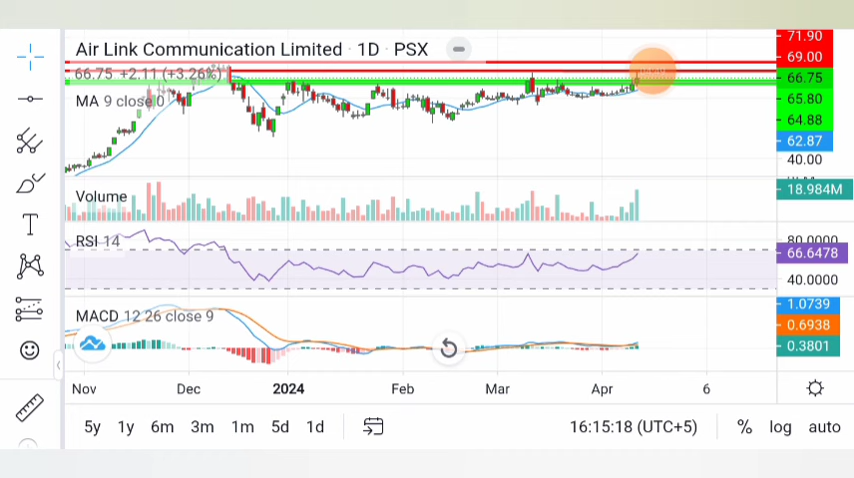 Air Link Communication Limited · 1D · PSX
66.75 +2.11 (+3.26%)
MA 9 close 0
71.90
69.00
66.75
65.80
64.88
62.87
40.00
Volume
18.984M
RSI 14
80.0000
66.6478
40.0000
MACD 12 26 close 9
1.0739
0.6938
0.3801
Nov Dec 2024 Feb Mar Apr 6
5y 1y 6m 3m 1m 5d 1d 16:15:18 (UTC+5) % log auto